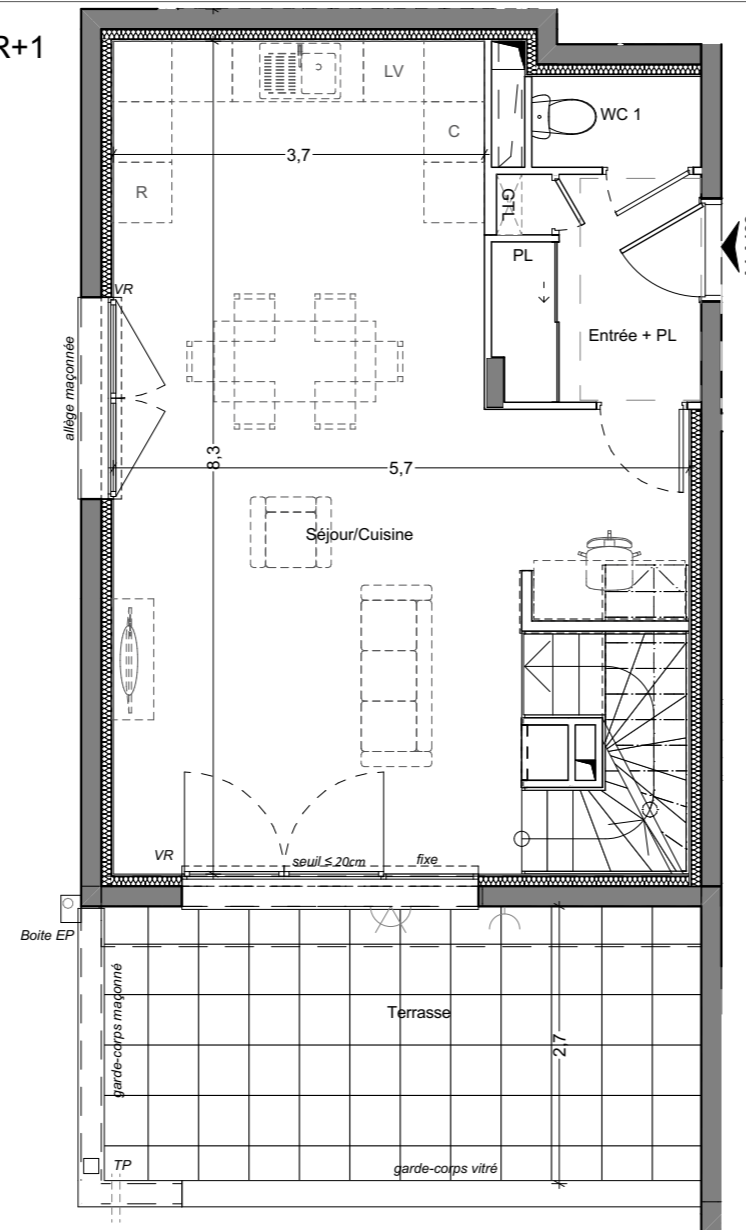 R+1
LV
WC 1
C
3,7
R
GTL
PL
VR
Entrée + PL
allège maçonnée
8,3
5,7
Séjour/Cuisine
VR
seuil ≤ 20cm
fixe
Boite EP
garde-corps maçonné
Terrasse
2,7
TP
garde-corps vitré